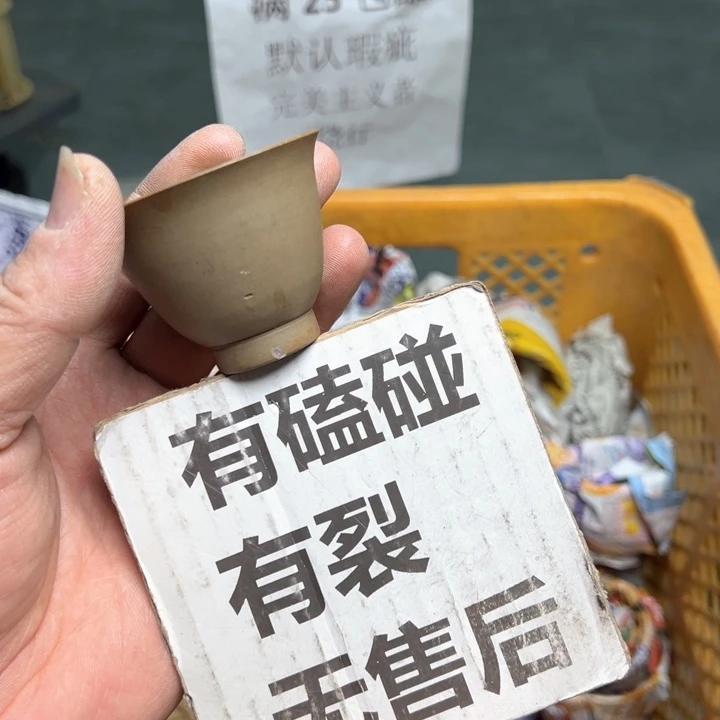 默认瑕疵
完美主义者
有磕碰
有裂
无售后